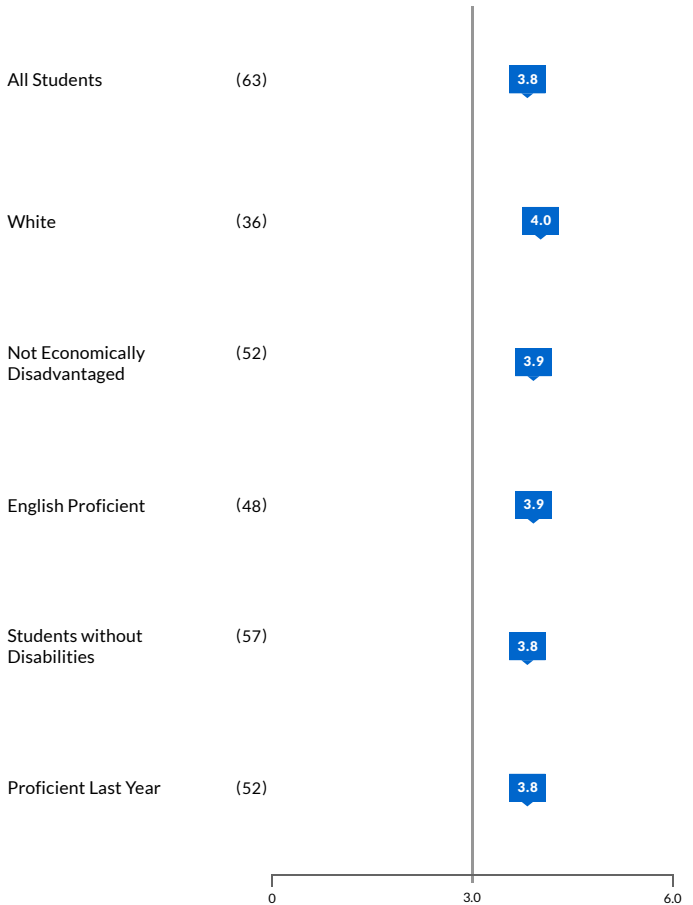 All Students (63) 3.8
White (36) 4.0
Not Economically (52) 3.9
Disadvantaged
English Proficient (48) 3.9
Students without (57) 3.8
Disabilities
Proficient Last Year (52) 3.8
0 3.0 6.0